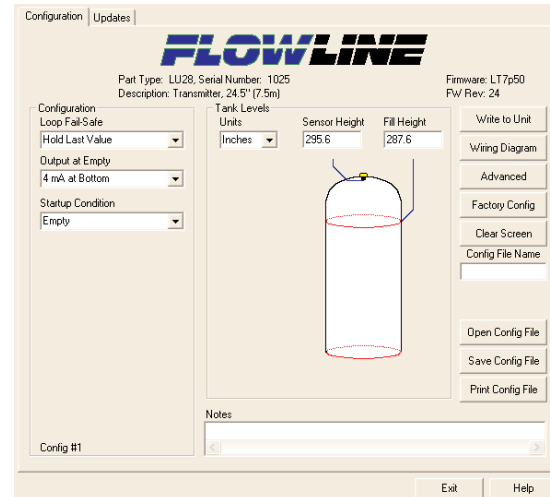 Configuration Updates
FLOWLINE
Part Type: LU28, Serial Number: 1025
Firmware: LT7p50
Description: Transmitter, 24.5'' (7.5m)
FW Rev: 24
Configuration
Loop Fail-Safe
Hold Last Value
Output at Empty
4 mA at Bottom
Startup Condition
Empty
Config #1
Tank Levels
Units Sensor Height Fill Height
Inches 295.6 287.6
Notes
Write to Unit
Wiring Diagram
Advanced
Factory Config
Clear Screen
Config File Name
Open Config File
Save Config File
Print Config File
Exit Help